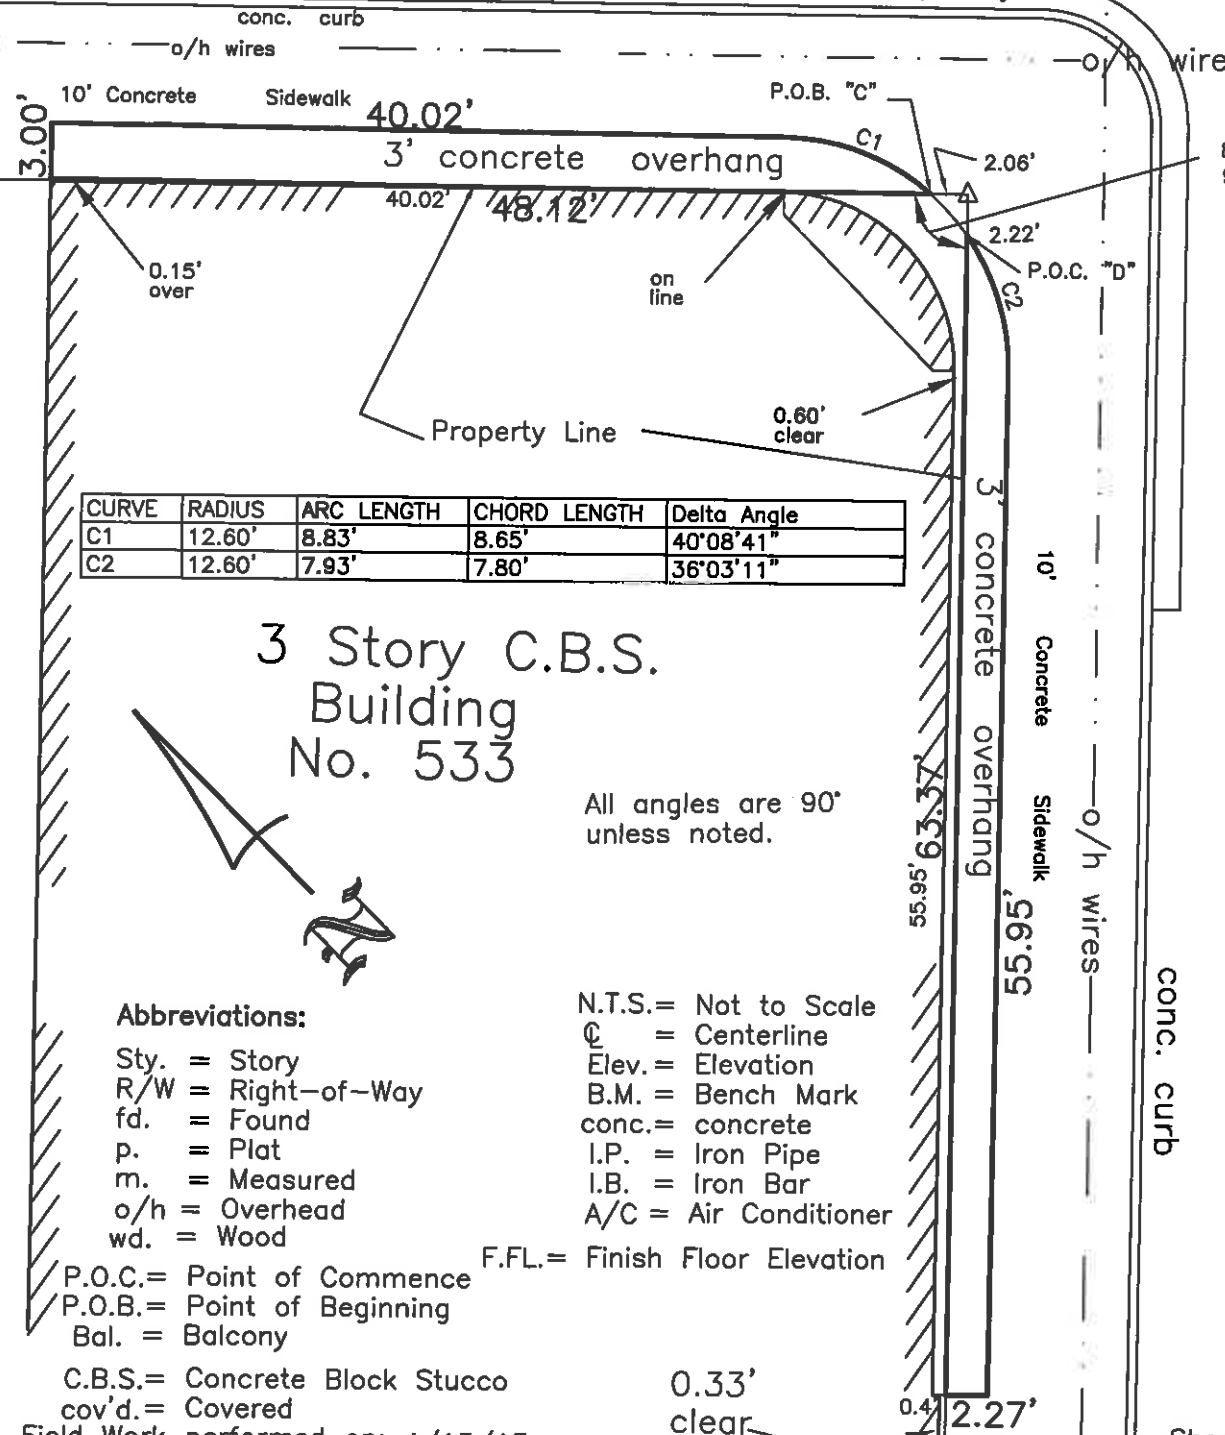 conc. curb
o/h wires
o/h wire
10' Concrete Sidewalk
P.O.B. "C"
40.02'
3.00'
C1
3' concrete overhang
2.06'
40.02'
48.12'
2.22'
P.O.C. "D"
0.15'
over
on
line
C2
0.60'
clear
Property Line
CURVE RADIUS ARC LENGTH CHORD LENGTH Delta Angle
C1 12.60' 8.83' 8.65' 40°08'41"
C2 12.60' 7.93' 7.80' 36°03'11"
3' concrete overhang
10' Concrete Sidewalk
3 Story C.B.S.
Building
No. 533
All angles are 90°
unless noted.
63.37'
55.95'
55.95'
o/h wires
conc. curb
N
Abbreviations:
Sty. = Story
R/W = Right-of-Way
fd. = Found
p. = Plat
m. = Measured
o/h = Overhead
wd. = Wood
P.O.C.= Point of Commence
P.O.B.= Point of Beginning
Bal. = Balcony
C.B.S.= Concrete Block Stucco
cov'd.= Covered
N.T.S.= Not to Scale
℄ = Centerline
Elev.= Elevation
B.M.= Bench Mark
conc.= concrete
I.P. = Iron Pipe
I.B. = Iron Bar
A/C = Air Conditioner
F.FL.= Finish Floor Elevation
0.33'
clear
0.4'
2.27'
Field Work performed on: